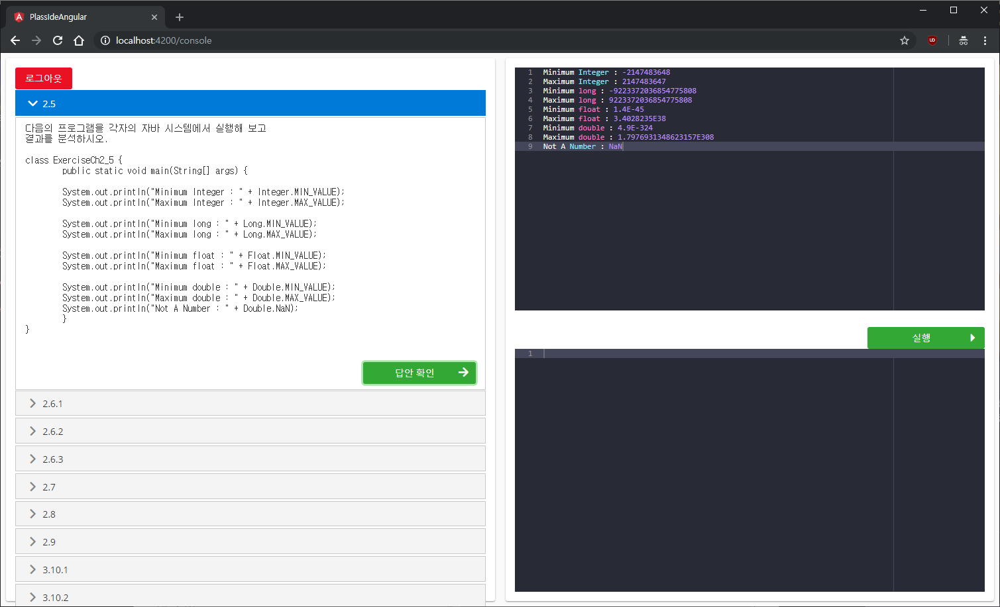 PlassIdeAngular
localhost:4200/console
로그아웃
2.5
다음의 프로그램을 각자의 자바 시스템에서 실행해 보고
결과를 분석하시오.
class ExerciseCh2_5 {
public static void main(String[] args) {
System.out.println("Minimum Integer : " + Integer.MIN_VALUE);
System.out.println("Maximum Integer : " + Integer.MAX_VALUE);
System.out.println("Minimum long : " + Long.MIN_VALUE);
System.out.println("Maximum long : " + Long.MAX_VALUE);
System.out.println("Minimum float : " + Float.MIN_VALUE);
System.out.println("Maximum float : " + Float.MAX_VALUE);
System.out.println("Minimum double : " + Double.MIN_VALUE);
System.out.println("Maximum double : " + Double.MAX_VALUE);
System.out.println("Not A Number : " + Double.NaN);
}
}
답안 확인
2.6.1
2.6.2
2.6.3
2.7
2.8
2.9
3.10.1
3.10.2
1 Minimum Integer : -2147483648
2 Maximum Integer : 2147483647
3 Minimum long : -9223372036854775808
4 Maximum long : 9223372036854775808
5 Minimum float : 1.4E-45
6 Maximum float : 3.4028235E38
7 Minimum double : 4.9E-324
8 Maximum double : 1.7976931348623157E308
9 Not A Number : NaN
실행
1